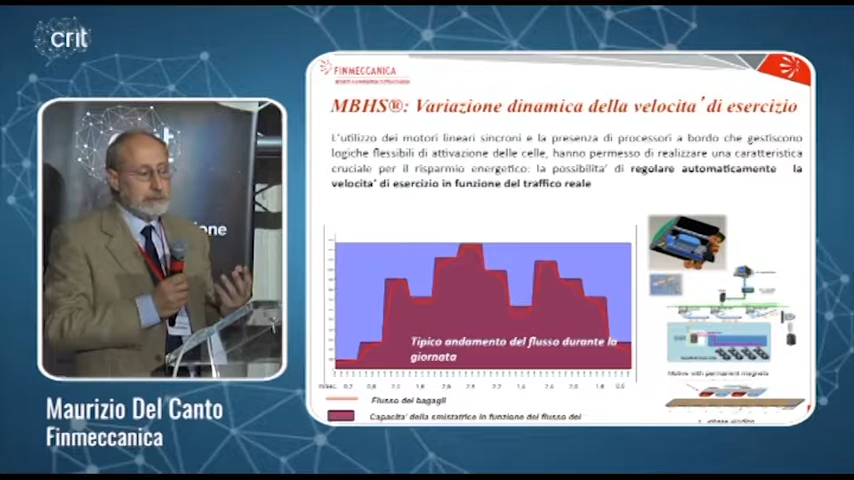 crit
FINMECCANICA
MBHS®: Variazione dinamica della velocita' di esercizio
L'utilizzo dei motori lineari sincroni e la presenza di processori a bordo che gestiscono
logiche flessibili di attivazione delle celle, hanno permesso di realizzare una caratteristica
cruciale per il risparmio energetico: la possibilita' di regolare automaticamente la
velocita' di esercizio in funzione del traffico reale
ione
Tipico andamento del flusso durante la
giornata
m/sec.
Flusso dei bagagli
Capacita' della smistatrice in funzione del flusso dei
Motive with permanent magnets
Maurizio Del Canto
Finmeccanica